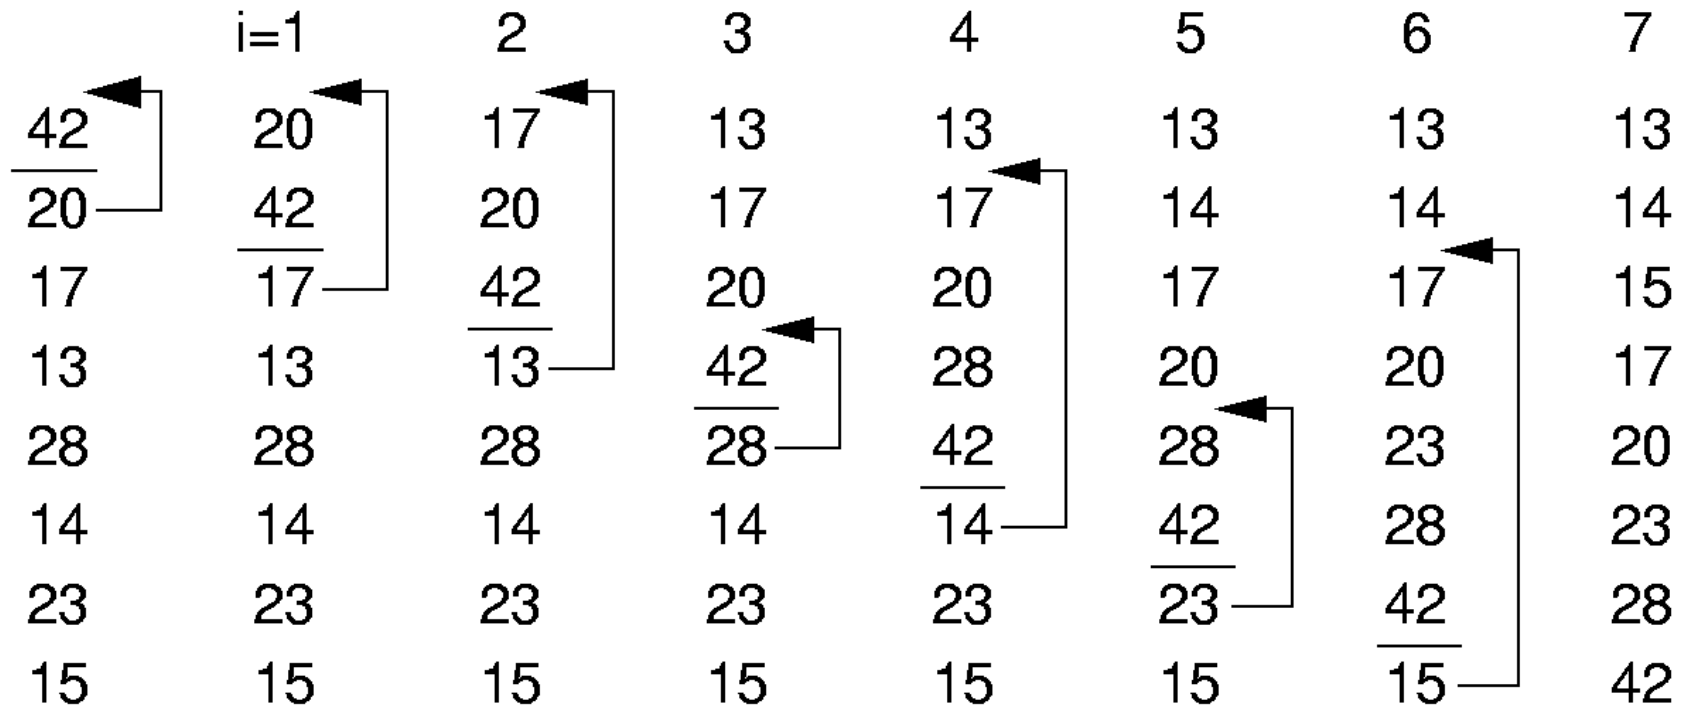 i=1 2 3 4 5 6 7
42 20 17 13 13 13 13 13
20 42 20 17 17 14 14 14
17 17 42 20 20 17 17 15
13 13 13 42 28 20 20 17
28 28 28 28 42 28 23 20
14 14 14 14 14 42 28 23
23 23 23 23 23 23 42 28
15 15 15 15 15 15 15 42